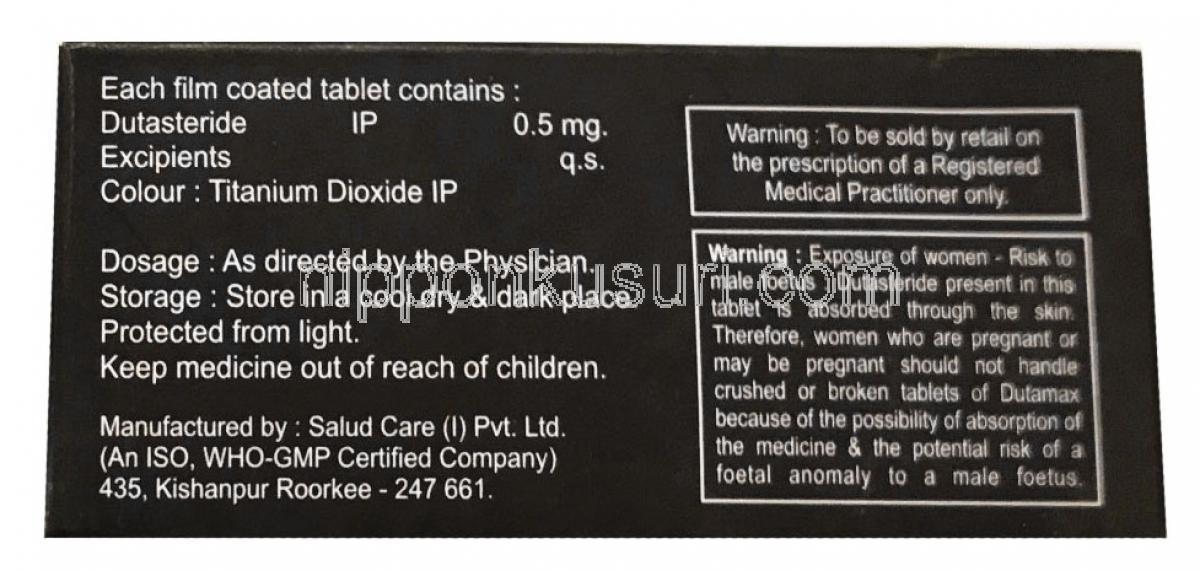 Each film coated tablet contains :
Dutasteride IP 0.5 mg.
Excipients q.s.
Colour : Titanium Dioxide IP
Dosage : As directed by the Physician.
Storage : Store in a cool dry & dark place
Protected from light.
Keep medicine out of reach of children.
Manufactured by : Salud Care (I) Pvt. Ltd.
(An ISO, WHO-GMP Certified Company)
435, Kishanpur Roorkee - 247 661.
Warning : To be sold by retail on
the prescription of a Registered
Medical Practitioner only.
Warning : Exposure of women - Risk to
male foetus : Dutasteride present in this
tablet is absorbed through the skin.
Therefore, women who are pregnant or
may be pregnant should not handle
crushed or broken tablets of Dutamax
because of the possibility of absorption of
the medicine & the potential risk of a
foetal anomaly to a male foetus.
nipponkusuri.com